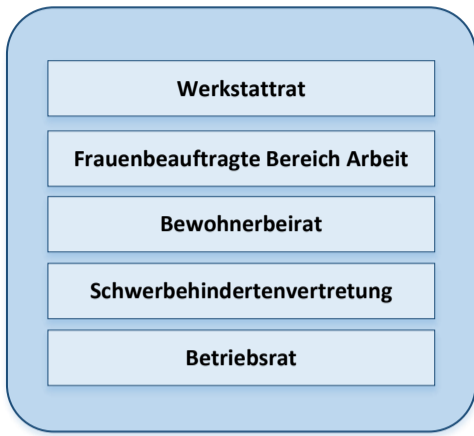 Werkstattrat
Frauenbeauftragte Bereich Arbeit
Bewohnerbeirat
Schwerbehindertenvertretung
Betriebsrat